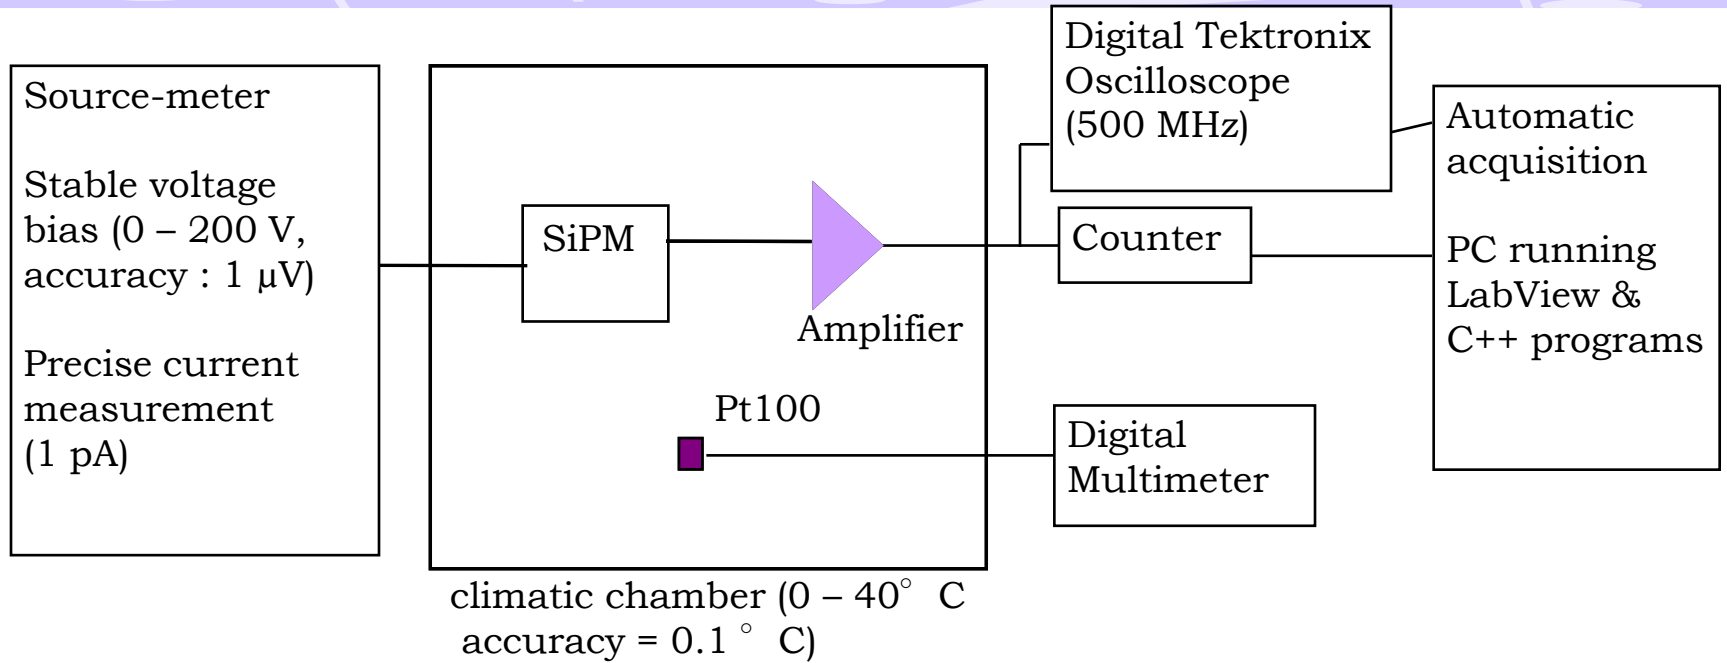 Source-meter
Stable voltage
bias (0 – 200 V,
accuracy : 1 µV)
Precise current
measurement
(1 pA)
SiPM
Amplifier
Pt100
climatic chamber (0 – 40° C
accuracy = 0.1 ° C)
Digital Tektronix
Oscilloscope
(500 MHz)
Counter
Digital
Multimeter
Automatic
acquisition
PC running
LabView &
C++ programs